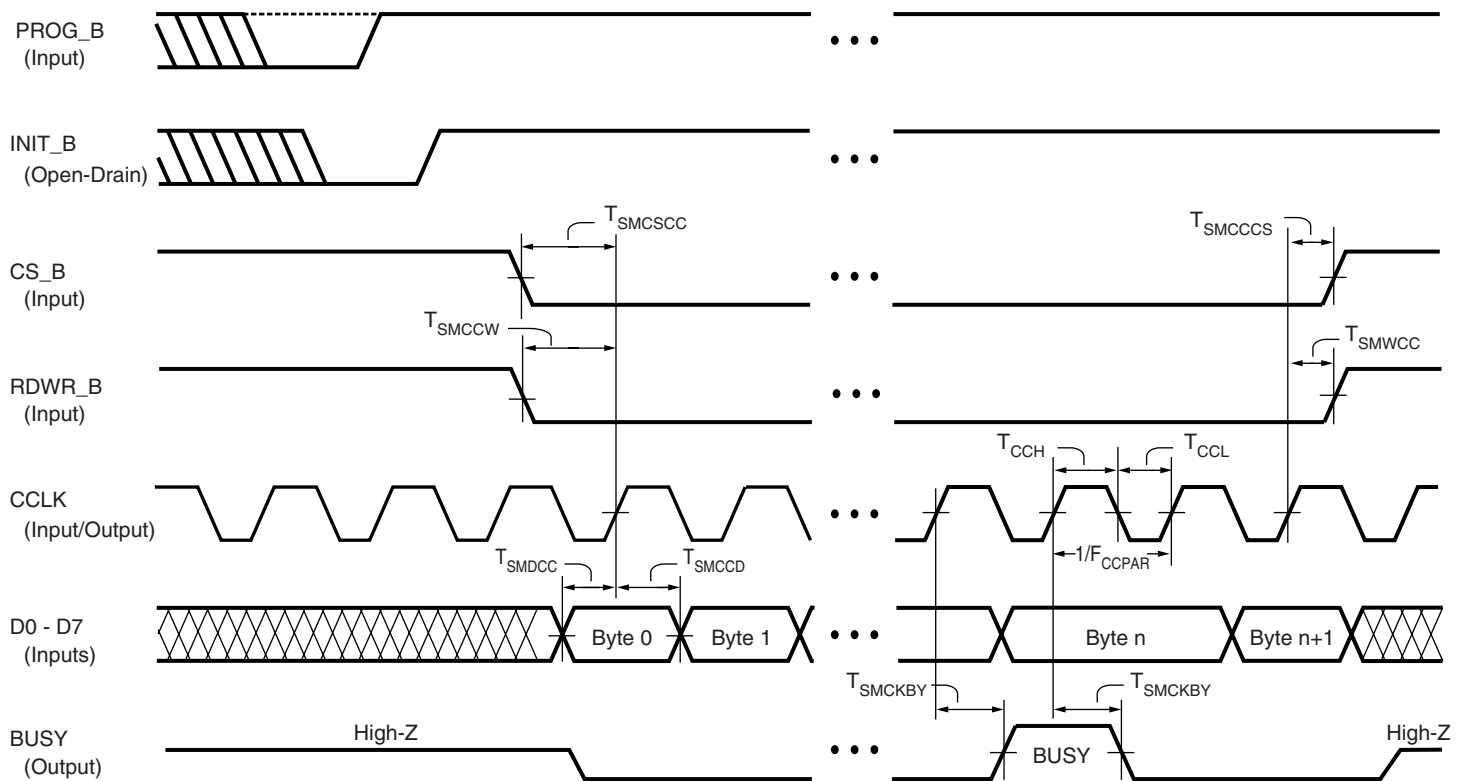 PROG_B
(Input)
INIT_B
(Open-Drain)
T_SMCSCC
T_SMCCCS
CS_B
(Input)
T_SMCCW
T_SMWCC
RDWR_B
(Input)
T_CCH
T_CCL
CCLK
(Input/Output)
1/F_CCPAR
T_SMDCC
T_SMCCD
D0 - D7
(Inputs)
Byte 0
Byte 1
Byte n
Byte n+1
T_SMCKBY
T_SMCKBY
BUSY
(Output)
High-Z
BUSY
High-Z